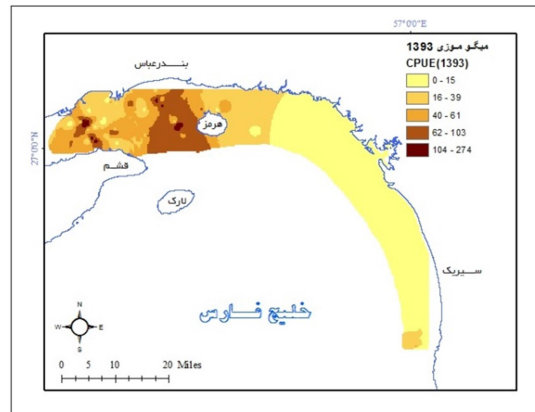 57°00'E
میگو موزی 1393
CPUE(1393)
0 - 15
16 - 39
40 - 61
62 - 103
104 - 274
بندرعباس
هرمز
27°00'N
قشم
لارک
سیریک
خلیج فارس
N
W E
S
0 5 10 20 Miles